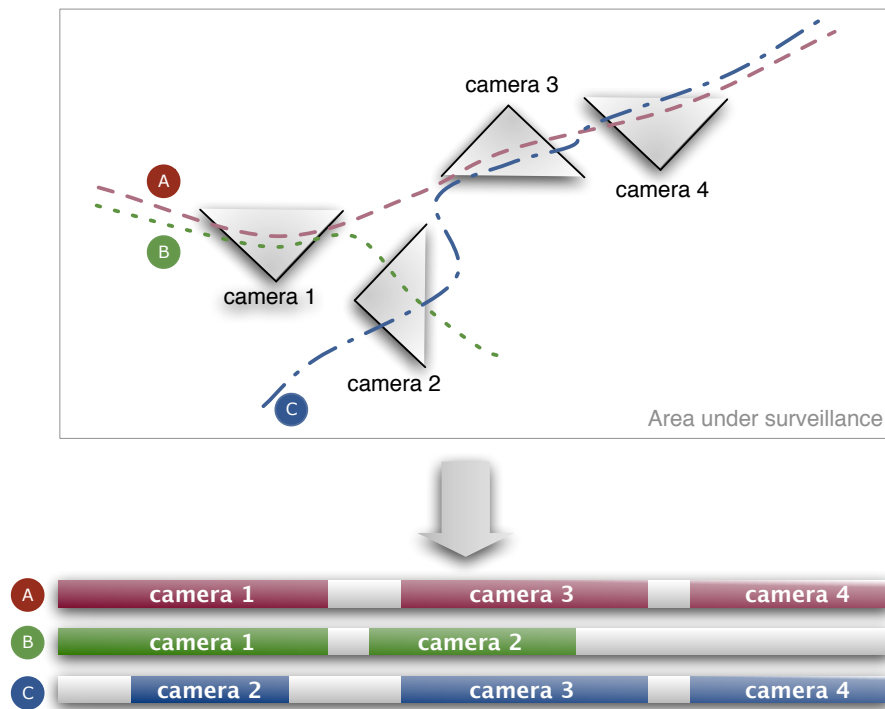 camera 3
A
camera 4
B
camera 1
camera 2
C
Area under surveillance
A camera 1 camera 3 camera 4
B camera 1 camera 2
C camera 2 camera 3 camera 4